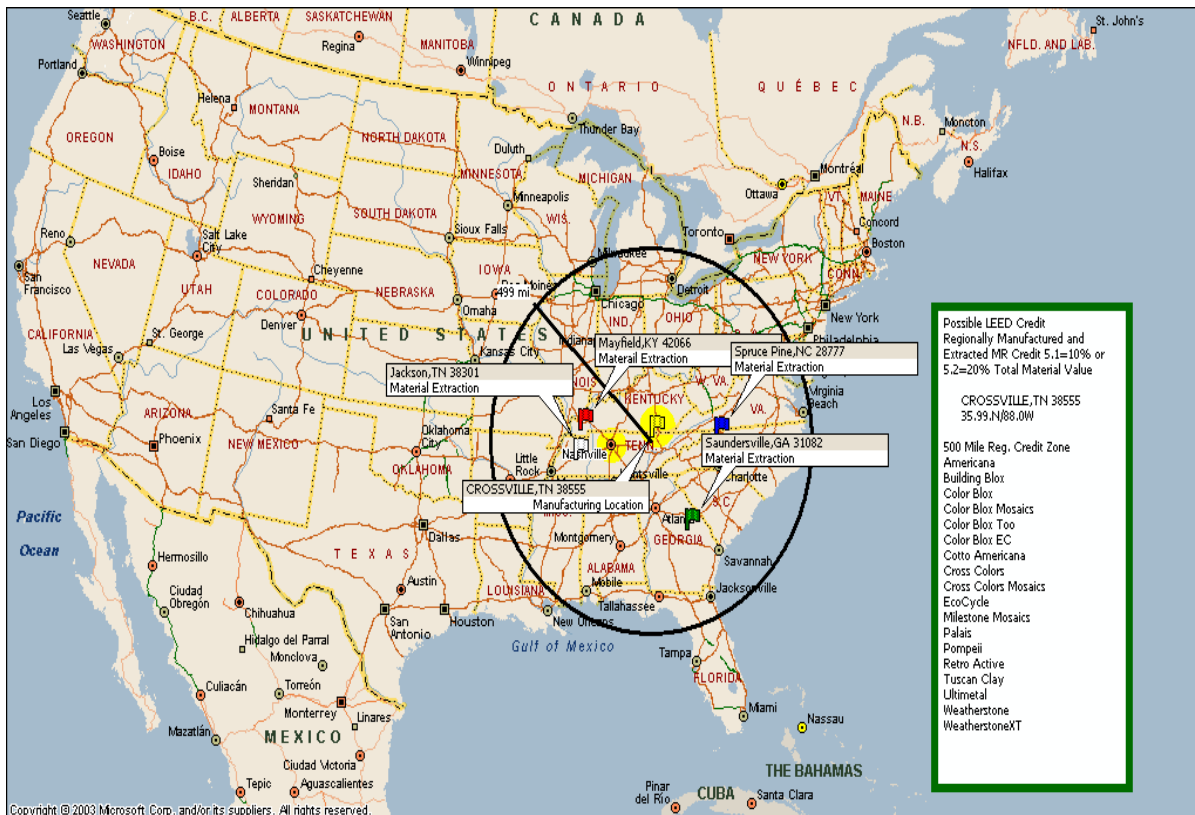 CANADA
Seattle
B.C.
ALBERTA
SASKATCHEWAN
MANITOBA
Regina
Winnipeg
ONTARIO
QUÉBEC
NFLD. AND LAB.
St. John's
WASHINGTON
Portland
Helena
MONTANA
NORTH DAKOTA
Thunder Bay
Duluth
N.B.
Moncton
N.S.
Halifax
OREGON
Boise
IDAHO
Sheridan
MINNESOTA
Minneapolis
MICHIGAN
WIS.
Montréal
Ottawa
VT.
MAINE
Concord
Boston
WYOMING
SOUTH DAKOTA
Sioux Falls
Toronto
NEW YORK
CONN.
Reno
Salt Lake
City
NEVADA
San
Francisco
UTAH
Cheyenne
NEBRASKA
IOWA
Omaha
499 mi
Milwaukee
Chicago
Detroit
New York
Philadelphia
COLORADO
Denver
UNITED STATES
CALIFORNIA
St. George
Las Vegas
Kansas City
IND.
OHIO
Mayfield,KY 42066
Materail Extraction
Spruce Pine,NC 28777
Material Extraction
Jackson,TN 38301
Material Extraction
KENTUCKY
W. VA.
VA.
Virginia
Beach
Los
Angeles
San Diego
ARIZONA
Phoenix
Santa Fe
NEW MEXICO
Oklahoma
City
OKLAHOMA
Little
Rock
Nashville
TENN.
Saundersville,GA 31082
Material Extraction
Charlotte
CROSSVILLE,TN 38555
Manufacturing Location
S.C.
Atlanta
GEORGIA
Savannah
Pacific
Ocean
TEXAS
Dallas
Montgomery
ALABAMA
Mobile
Tallahassee
Jacksonville
LOUISIANA
New Orleans
Austin
San
Antonio
Houston
Gulf of Mexico
Tampa
FLORIDA
Miami
Nassau
THE BAHAMAS
Hermosillo
Ciudad
Obregón
Chihuahua
Hidalgo del Parral
Monclova
Culiacán
Torreón
Monterrey
Linares
Mazatlán
MEXICO
Ciudad Victoria
Tepic
Aguascalientes
Pinar
del Río
CUBA
Santa Clara
Copyright © 2003 Microsoft Corp. and/or its suppliers. All rights reserved.
Possible LEED Credit
Regionally Manufactured and
Extracted MR Credit 5.1=10% or
5.2=20% Total Material Value
CROSSVILLE,TN 38555
35.99.N/88.0W
500 Mile Reg. Credit Zone
Americana
Building Blox
Color Blox
Color Blox Mosaics
Color Blox Too
Color Blox EC
Cotto Americana
Cross Colors
Cross Colors Mosaics
EcoCycle
Milestone Mosaics
Palais
Pompeii
Retro Active
Tuscan Clay
Ultimetal
Weatherstone
WeatherstoneXT